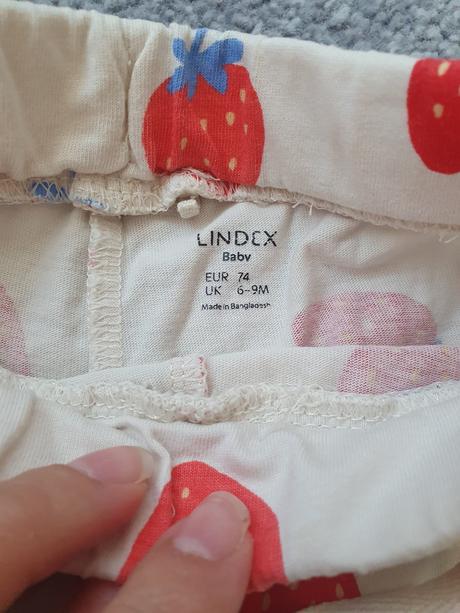 LINDEX
Baby
EUR 74
UK 6-9M
Made in Bangladesh